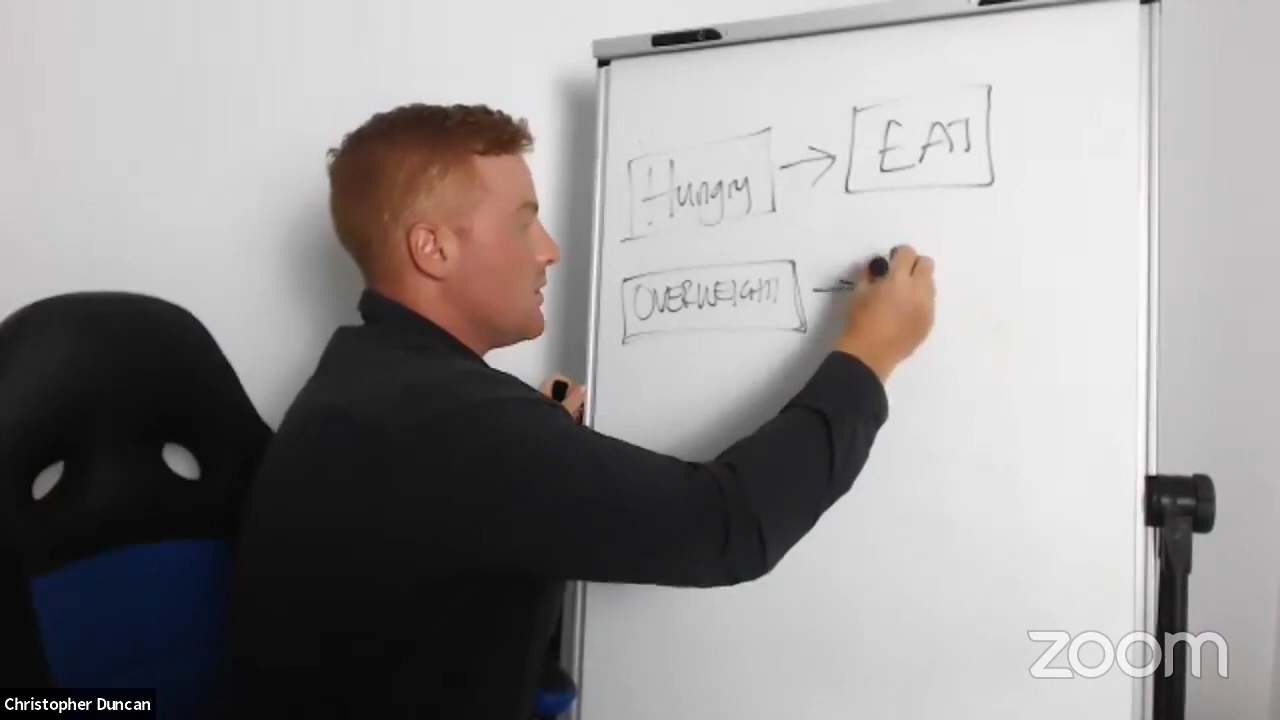 Hungry → EAT
OVERWEIGHT →
zoom
Christopher Duncan